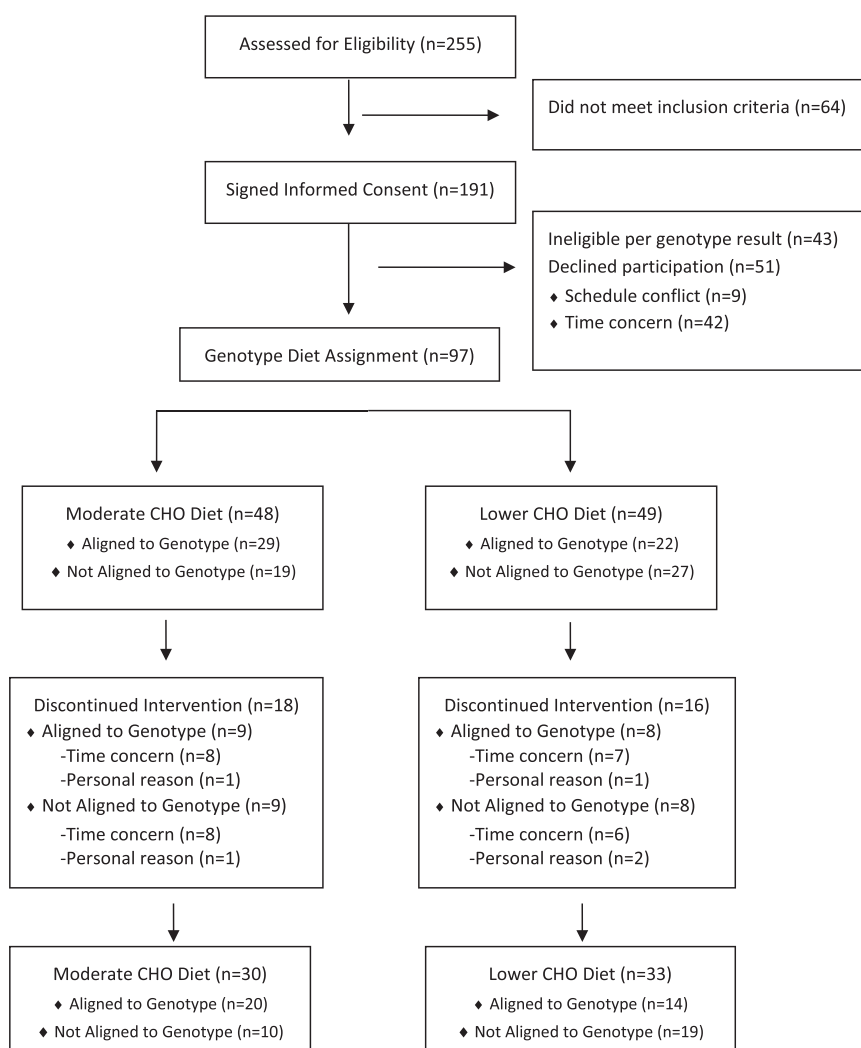 Assessed for Eligibility (n=255)
Did not meet inclusion criteria (n=64)
Signed Informed Consent (n=191)
Ineligible per genotype result (n=43)
Declined participation (n=51)
♦ Schedule conflict (n=9)
♦ Time concern (n=42)
Genotype Diet Assignment (n=97)
Moderate CHO Diet (n=48)
♦ Aligned to Genotype (n=29)
♦ Not Aligned to Genotype (n=19)
Lower CHO Diet (n=49)
♦ Aligned to Genotype (n=22)
♦ Not Aligned to Genotype (n=27)
Discontinued Intervention (n=18)
♦ Aligned to Genotype (n=9)
-Time concern (n=8)
-Personal reason (n=1)
♦ Not Aligned to Genotype (n=9)
-Time concern (n=8)
-Personal reason (n=1)
Discontinued Intervention (n=16)
♦ Aligned to Genotype (n=8)
-Time concern (n=7)
-Personal reason (n=1)
♦ Not Aligned to Genotype (n=8)
-Time concern (n=6)
-Personal reason (n=2)
Moderate CHO Diet (n=30)
♦ Aligned to Genotype (n=20)
♦ Not Aligned to Genotype (n=10)
Lower CHO Diet (n=33)
♦ Aligned to Genotype (n=14)
♦ Not Aligned to Genotype (n=19)